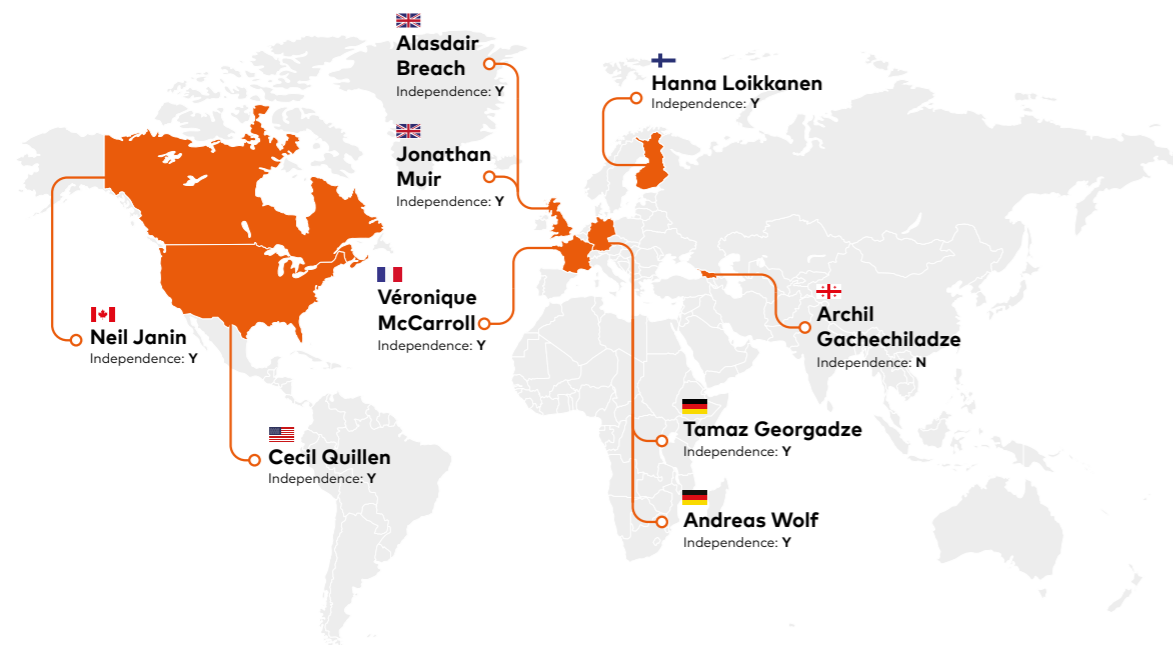 Alasdair
Breach
Independence: Y
Jonathan
Muir
Independence: Y
Hanna Loikkanen
Independence: Y
Véronique
McCarroll
Independence: Y
Neil Janin
Independence: Y
Archil
Gachechiladze
Independence: N
Cecil Quillen
Independence: Y
Tamaz Georgadze
Independence: Y
Andreas Wolf
Independence: Y